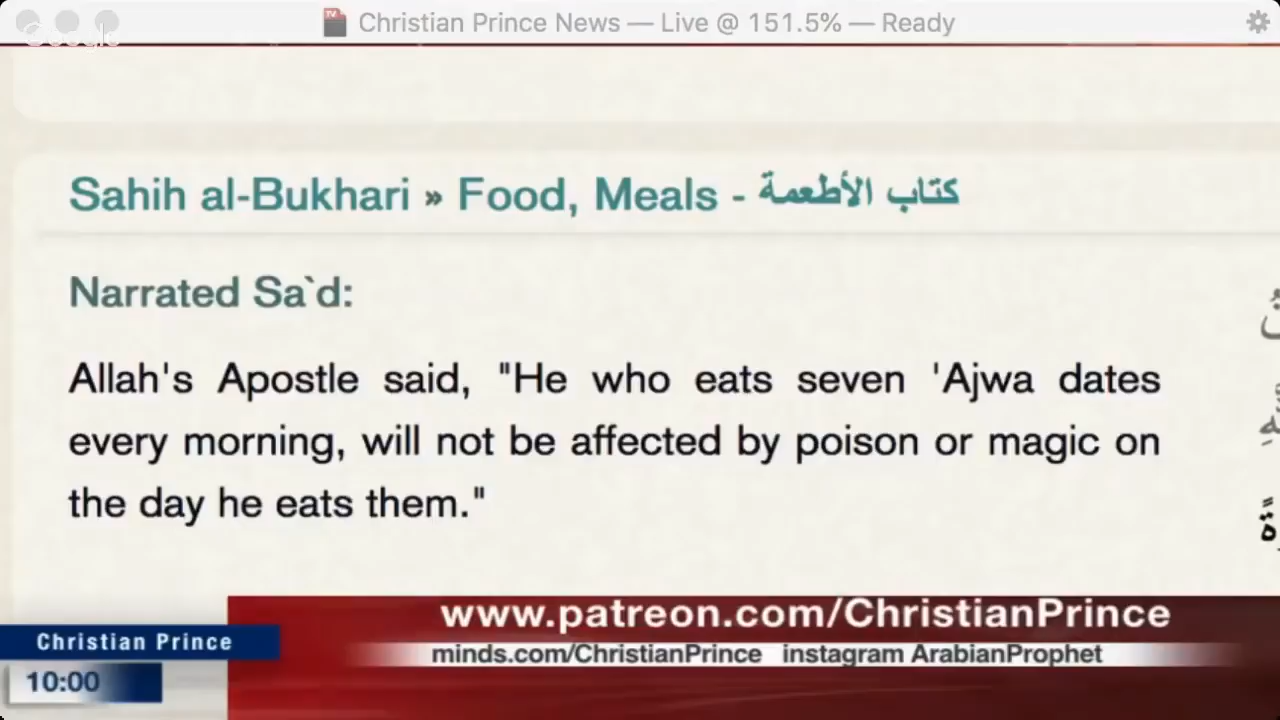 Christian Prince News — Live @ 151.5% — Ready
Google
Sahih al-Bukhari » Food, Meals - كتاب الأطعمة
Narrated Sa`d:
Allah's Apostle said, "He who eats seven 'Ajwa dates
every morning, will not be affected by poison or magic on
the day he eats them."
www.patreon.com/ChristianPrince
Christian Prince
minds.com/ChristianPrince instagram ArabianProphet
10:00